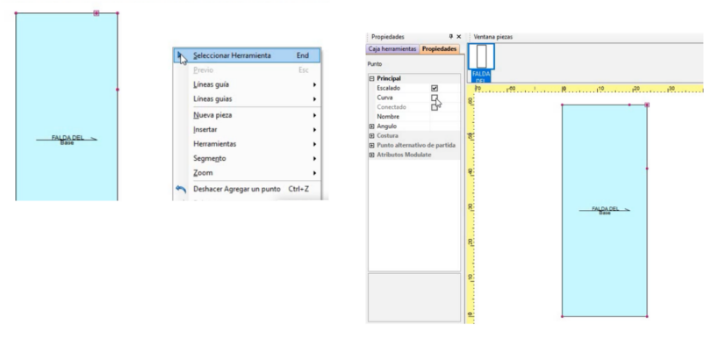 FALDA DEL
Base
Seleccionar Herramienta End
Previo Esc
Líneas guía
Líneas guias
Nueva pieza
Insertar
Herramientas
Segmento
Zoom
Deshacer Agregar un punto Ctrl+Z
Propiedades
Caja herramientas Propiedades
Punto
Principal
Escalado
Curva
Conectado
Nombre
Angulo
Costura
Punto alternativo de partida
Atributos Modulate
Ventana piezas
FALDA
DEL
FALDA DEL
Base